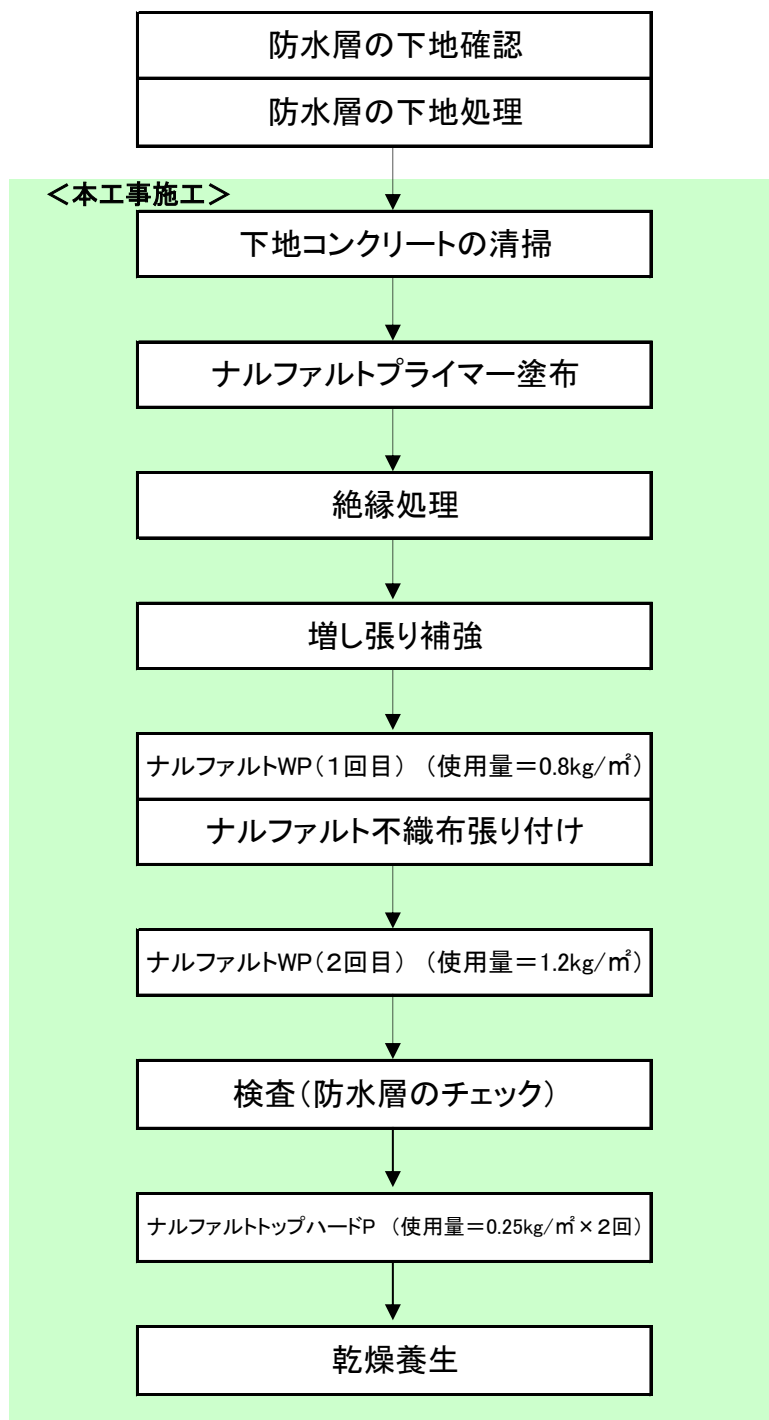 防水層の下地確認
防水層の下地処理
＜本工事施工＞
下地コンクリートの清掃
ナルファルトプライマー塗布
絶縁処理
増し張り補強
ナルファルトWP（１回目）　（使用量＝0.8kg/㎡）
ナルファルト不織布張り付け
ナルファルトWP（２回目）　（使用量＝1.2kg/㎡）
検査（防水層のチェック）
ナルファルトトップハードP　（使用量＝0.25kg/㎡×２回）
乾燥養生